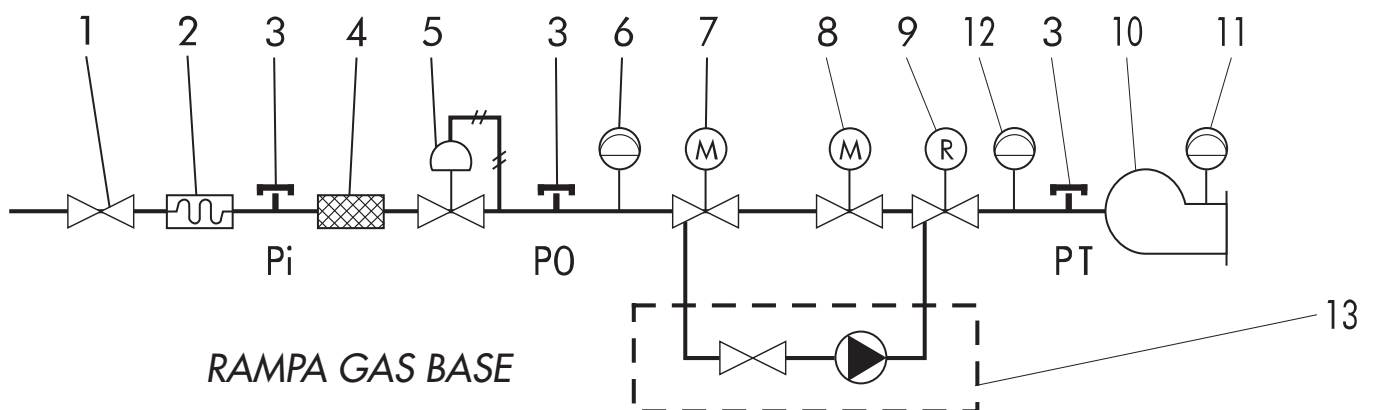 1 2 3 4 5 3 6 7 8 9 12 3 10 11
M M R
Pi PO PT
13
RAMPA GAS BASE